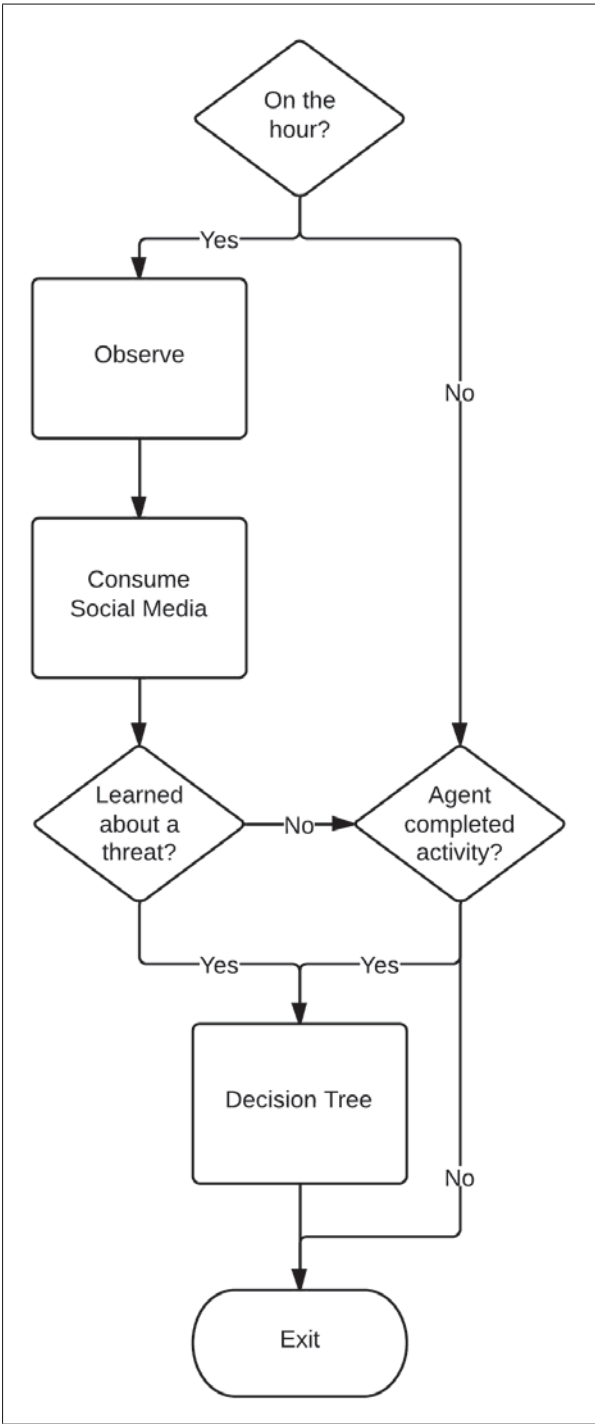 On the
hour?
Yes
Observe
No
Consume
Social Media
Learned
about a
threat?
No
Agent
completed
activity?
Yes
Yes
Decision Tree
No
Exit